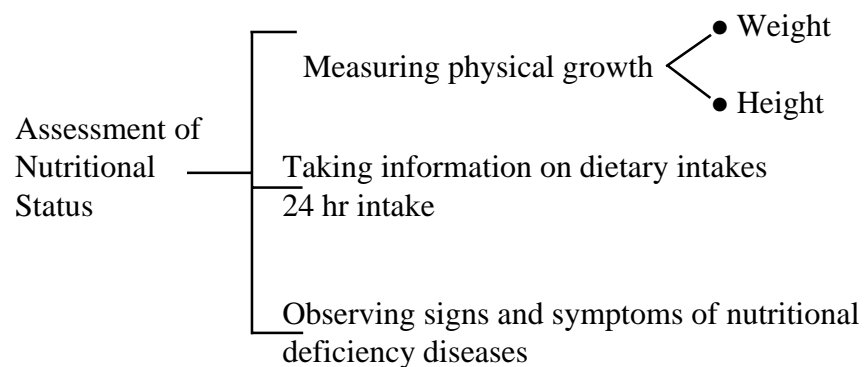 ● Weight
Measuring physical growth
● Height
Assessment of
Nutritional
Status
Taking information on dietary intakes
24 hr intake
Observing signs and symptoms of nutritional
deficiency diseases